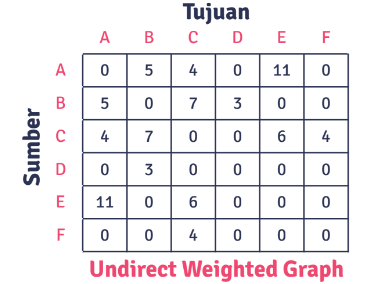 Tujuan
A B C D E F
Sumber
A 0 5 4 0 11 0
B 5 0 7 3 0 0
C 4 7 0 0 6 4
D 0 3 0 0 0 0
E 11 0 6 0 0 0
F 0 0 4 0 0 0
Undirect Weighted Graph